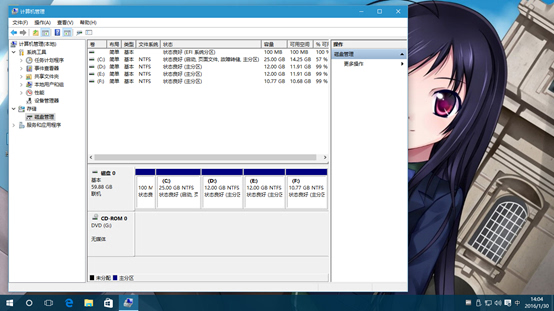 计算机管理
文件(F) 操作(A) 查看(V) 帮助(H)
计算机管理(本地)
系统工具
任务计划程序
事件查看器
共享文件夹
本地用户和组
性能
设备管理器
存储
磁盘管理
服务和应用程序
卷 布局 类型 文件系统 状态 容量 可用空间 % 可
简单 基本 状态良好 (EFI 系统分区) 100 MB 100 MB 100
(C:) 简单 基本 NTFS 状态良好 (启动, 页面文件, 故障转储, 主分区) 25.00 GB 14.25 GB 57 %
(D:) 简单 基本 NTFS 状态良好 (主分区) 12.00 GB 11.91 GB 99 %
(E:) 简单 基本 NTFS 状态良好 (主分区) 12.00 GB 11.91 GB 99 %
(F:) 简单 基本 NTFS 状态良好 (主分区) 10.77 GB 10.68 GB 99 %
操作
磁盘管理
更多操作
磁盘 0
基本
59.88 GB
联机
100 M
状态良
(C:)
25.00 GB NTFS
状态良好 (启动,
(D:)
12.00 GB NTFS
状态良好 (主分区
(E:)
12.00 GB NTFS
状态良好 (主分区
(F:)
10.77 GB NTFS
状态良好 (主分区
CD-ROM 0
DVD (G:)
无媒体
未分配 主分区
中
14:04
2016/1/30